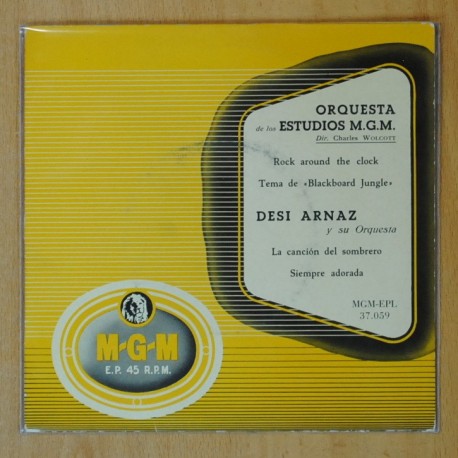 ORQUESTA
de los ESTUDIOS M.G.M.
Dir. Charles WOLCOTT
Rock around the clock
Tema de «Blackboard Jungle»
DESI ARNAZ
y su Orquesta
La canción del sombrero
Siempre adorada
MGM-EPL
37.059
M-G-M
E.P. 45 R.P.M.